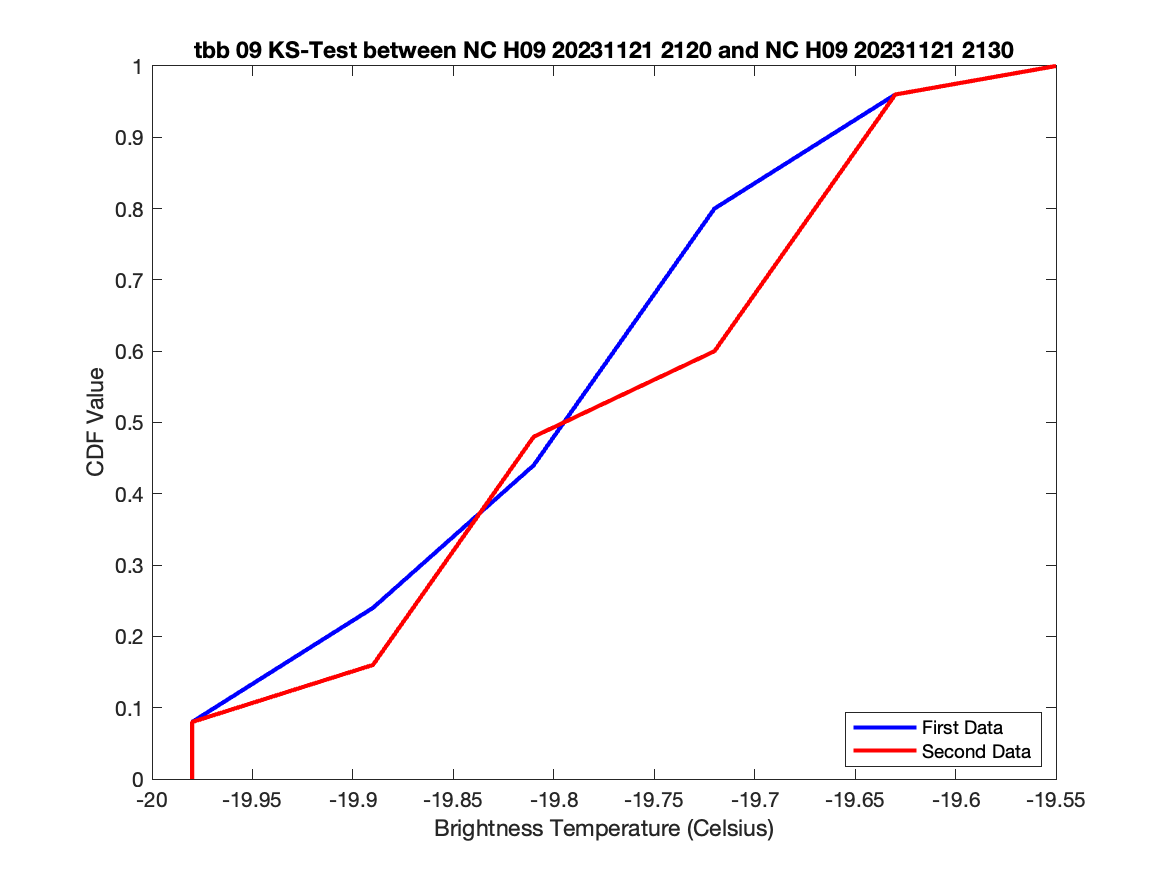 tbb 09 KS-Test between NC H09 20231121 2120 and NC H09 20231121 2130
1
0.9
0.8
0.7
0.6
0.5
0.4
0.3
0.2
0.1
0
CDF Value
First Data
Second Data
-20 -19.95 -19.9 -19.85 -19.8 -19.75 -19.7 -19.65 -19.6 -19.55
Brightness Temperature (Celsius)